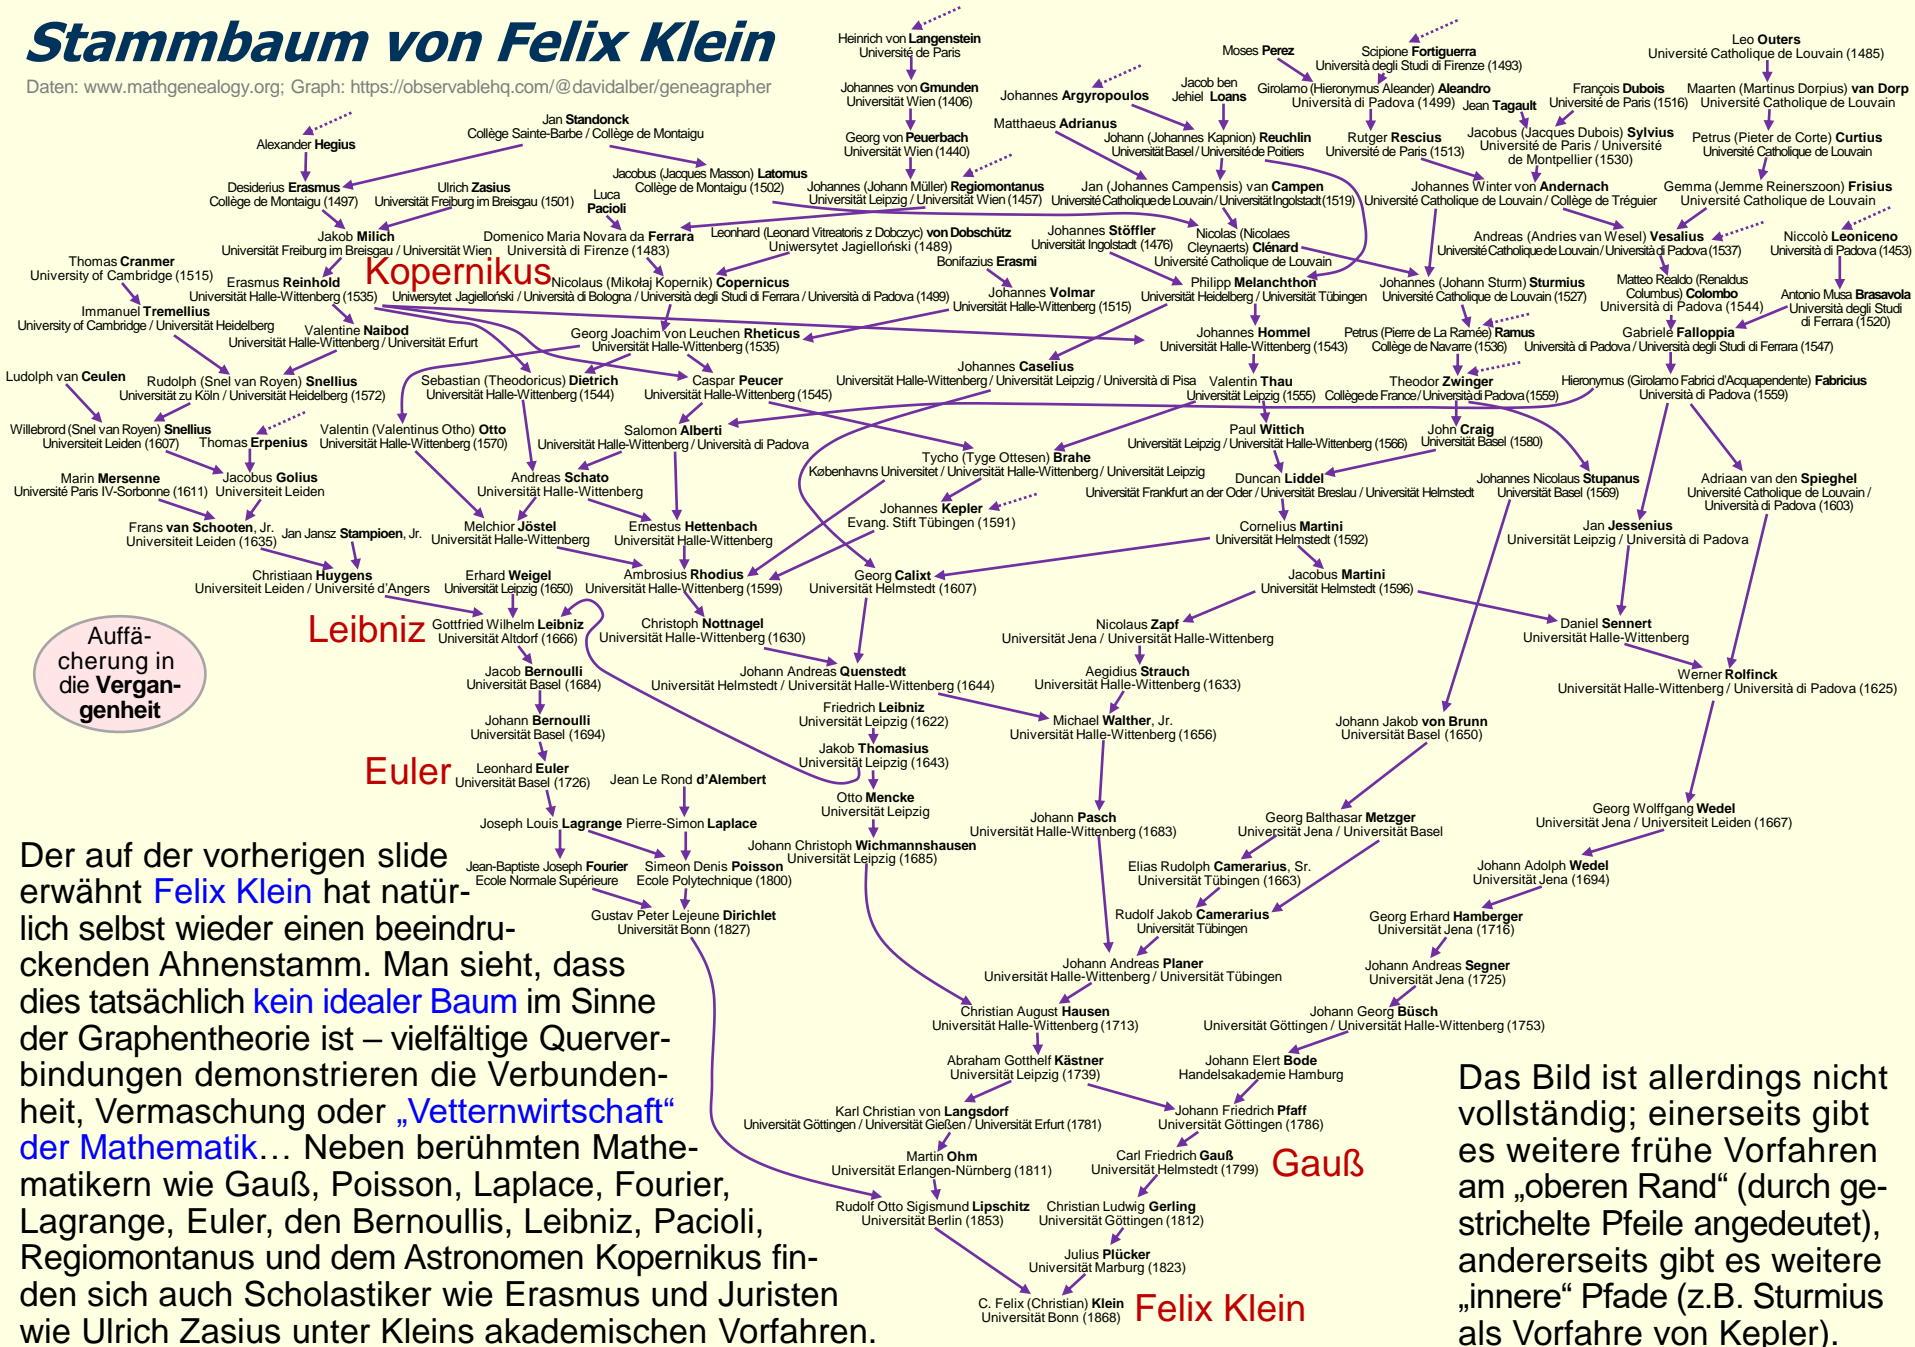 Stammbaum von Felix Klein
Daten: www.mathgenealogy.org; Graph: https://observablehq.com/@davidalber/geneagrapher
Heinrich von Langenstein
Université de Paris
Moses Perez
Scipione Fortiguerra
Università degli Studi di Firenze (1493)
Leo Outers
Université Catholique de Louvain (1485)
Johannes von Gmunden
Universität Wien (1406)
Johannes Argyropoulos
Jacob ben
Jehiel Loans
Girolamo (Hieronymus Aleander) Aleandro
Università di Padova (1499)
Jean Tagault
François Dubois
Université de Paris (1516)
Maarten (Martinus Dorpius) van Dorp
Université Catholique de Louvain
Jan Standonck
Collège Sainte-Barbe / Collège de Montaigu
Alexander Hegius
Georg von Peuerbach
Universität Wien (1440)
Matthaeus Adrianus
Johann (Johannes Kapnion) Reuchlin
Universität Basel / Université de Poitiers
Rutger Rescius
Université de Paris (1513)
Jacobus (Jacques Dubois) Sylvius
Université de Paris / Université
de Montpellier (1530)
Petrus (Pieter de Corte) Curtius
Université Catholique de Louvain
Desiderius Erasmus
Collège de Montaigu (1497)
Ulrich Zasius
Universität Freiburg im Breisgau (1501)
Jacobus (Jacques Masson) Latomus
Collège de Montaigu (1502)
Luca
Pacioli
Johannes (Johann Müller) Regiomontanus
Universität Leipzig / Universität Wien (1457)
Jan (Johannes Campensis) van Campen
Université Catholique de Louvain / Universität Ingolstadt (1519)
Johannes Winter von Andernach
Université Catholique de Louvain / Collège de Tréguier
Gemma (Jemme Reinerszoon) Frisius
Université Catholique de Louvain
Jakob Milich
Universität Freiburg im Breisgau / Universität Wien
Domenico Maria Novara da Ferrara
Università di Firenze (1483)
Leonhard (Leonard Vitreatoris z Dobczyc) von Dobschütz
Uniwersytet Jagielloński (1489)
Johannes Stöffler
Universität Ingolstadt (1476)
Nicolas (Nicolaes
Cleynaerts) Clénard
Université Catholique de Louvain
Andreas (Andries van Wesel) Vesalius
Université Catholique de Louvain / Università di Padova (1537)
Niccolò Leoniceno
Università di Padova (1453)
Thomas Cranmer
University of Cambridge (1515)
Kopernikus
Erasmus Reinhold
Universität Halle-Wittenberg (1535)
Nicolaus (Mikołaj Kopernik) Copernicus
Uniwersytet Jagielloński / Università di Bologna / Università degli Studi di Ferrara / Università di Padova (1499)
Bonifazius Erasmi
Johannes Volmar
Universität Halle-Wittenberg (1515)
Philipp Melanchthon
Universität Heidelberg / Universität Tübingen
Johannes (Johann Sturm) Sturmius
Université Catholique de Louvain (1527)
Matteo Realdo (Renaldus
Columbus) Colombo
Università di Padova (1544)
Antonio Musa Brasavola
Università degli Studi
di Ferrara (1520)
Immanuel Tremellius
University of Cambridge / Universität Heidelberg
Valentine Naibod
Universität Halle-Wittenberg / Universität Erfurt
Georg Joachim von Leuchen Rheticus
Universität Halle-Wittenberg (1535)
Johannes Hommel
Universität Halle-Wittenberg (1543)
Petrus (Pierre de La Ramée) Ramus
Collège de Navarre (1536)
Gabriele Falloppia
Università di Padova / Università degli Studi di Ferrara (1547)
Ludolph van Ceulen
Rudolph (Snel van Royen) Snellius
Universität zu Köln / Universität Heidelberg (1572)
Sebastian (Theodoricus) Dietrich
Universität Halle-Wittenberg (1544)
Caspar Peucer
Universität Halle-Wittenberg (1545)
Johannes Caselius
Universität Halle-Wittenberg / Universität Leipzig / Università di Pisa
Valentin Thau
Universität Leipzig (1555)
Theodor Zwinger
Collège de France / Università di Padova (1559)
Hieronymus (Girolamo Fabrici d'Acquapendente) Fabricius
Università di Padova (1559)
Willebrord (Snel van Royen) Snellius
Universiteit Leiden (1607)
Thomas Erpenius
Valentin (Valentinus Otho) Otto
Universität Halle-Wittenberg (1570)
Salomon Alberti
Universität Halle-Wittenberg / Università di Padova
Tycho (Tyge Ottesen) Brahe
Københavns Universitet / Universität Halle-Wittenberg / Universität Leipzig
Paul Wittich
Universität Leipzig / Universität Halle-Wittenberg (1566)
John Craig
Universität Basel (1580)
Marin Mersenne
Université Paris IV-Sorbonne (1611)
Jacobus Golius
Universiteit Leiden
Andreas Schato
Universität Halle-Wittenberg
Duncan Liddel
Universität Frankfurt an der Oder / Universität Breslau / Universität Helmstedt
Johannes Nicolaus Stupanus
Universität Basel (1569)
Adriaan van den Spieghel
Université Catholique de Louvain /
Università di Padova (1603)
Frans van Schooten, Jr.
Universiteit Leiden (1635)
Jan Jansz Stampioen, Jr.
Melchior Jöstel
Universität Halle-Wittenberg
Ernestus Hettenbach
Universität Halle-Wittenberg
Johannes Kepler
Evang. Stift Tübingen (1591)
Cornelius Martini
Universität Helmstedt (1592)
Jan Jessenius
Universität Leipzig / Università di Padova
Christiaan Huygens
Universiteit Leiden / Université d'Angers
Erhard Weigel
Universität Leipzig (1650)
Ambrosius Rhodius
Universität Halle-Wittenberg (1599)
Georg Calixt
Universität Helmstedt (1607)
Jacobus Martini
Universität Helmstedt (1596)
Auffä-
cherung in
die Vergan-
genheit
Leibniz
Gottfried Wilhelm Leibniz
Universität Altdorf (1666)
Christoph Nottnagel
Universität Halle-Wittenberg (1630)
Nicolaus Zapf
Universität Jena / Universität Halle-Wittenberg
Daniel Sennert
Universität Halle-Wittenberg
Jacob Bernoulli
Universität Basel (1684)
Johann Andreas Quenstedt
Universität Helmstedt / Universität Halle-Wittenberg (1644)
Aegidius Strauch
Universität Halle-Wittenberg (1633)
Werner Rolfinck
Universität Halle-Wittenberg / Università di Padova (1625)
Johann Bernoulli
Universität Basel (1694)
Friedrich Leibniz
Universität Leipzig (1622)
Michael Walther, Jr.
Universität Halle-Wittenberg (1656)
Johann Jakob von Brunn
Universität Basel (1650)
Euler
Leonhard Euler
Universität Basel (1726)
Jean Le Rond d'Alembert
Jakob Thomasius
Universität Leipzig (1643)
Otto Mencke
Universität Leipzig
Joseph Louis Lagrange
Pierre-Simon Laplace
Johann Pasch
Universität Halle-Wittenberg (1683)
Georg Balthasar Metzger
Universität Jena / Universität Basel
Georg Wolffgang Wedel
Universität Jena / Universiteit Leiden (1667)
Johann Christoph Wichmannshausen
Universität Leipzig (1685)
Jean-Baptiste Joseph Fourier
Ecole Normale Supérieure
Simeon Denis Poisson
Ecole Polytechnique (1800)
Elias Rudolph Camerarius, Sr.
Universität Tübingen (1663)
Johann Adolph Wedel
Universität Jena (1694)
Gustav Peter Lejeune Dirichlet
Universität Bonn (1827)
Rudolf Jakob Camerarius
Universität Tübingen
Georg Erhard Hamberger
Universität Jena (1716)
Johann Andreas Planer
Universität Halle-Wittenberg / Universität Tübingen
Johann Andreas Segner
Universität Jena (1725)
Christian August Hausen
Universität Halle-Wittenberg (1713)
Johann Georg Büsch
Universität Göttingen / Universität Halle-Wittenberg (1753)
Abraham Gotthelf Kästner
Universität Leipzig (1739)
Johann Elert Bode
Handelsakademie Hamburg
Karl Christian von Langsdorf
Universität Göttingen / Universität Gießen / Universität Erfurt (1781)
Johann Friedrich Pfaff
Universität Göttingen (1786)
Martin Ohm
Universität Erlangen-Nürnberg (1811)
Carl Friedrich Gauß
Universität Helmstedt (1799)
Gauß
Rudolf Otto Sigismund Lipschitz
Universität Berlin (1853)
Christian Ludwig Gerling
Universität Göttingen (1812)
Julius Plücker
Universität Marburg (1823)
C. Felix (Christian) Klein
Universität Bonn (1868)
Felix Klein
Der auf der vorherigen slide
erwähnt Felix Klein hat natür-
lich selbst wieder einen beeindru-
ckenden Ahnenstamm. Man sieht, dass
dies tatsächlich kein idealer Baum im Sinne
der Graphentheorie ist – vielfältige Querver-
bindungen demonstrieren die Verbunden-
heit, Vermaschung oder „Vetternwirtschaft“
der Mathematik… Neben berühmten Mathe-
matikern wie Gauß, Poisson, Laplace, Fourier,
Lagrange, Euler, den Bernoullis, Leibniz, Pacioli,
Regiomontanus und dem Astronomen Kopernikus fin-
den sich auch Scholastiker wie Erasmus und Juristen
wie Ulrich Zasius unter Kleins akademischen Vorfahren.
Das Bild ist allerdings nicht
vollständig; einerseits gibt
es weitere frühe Vorfahren
am „oberen Rand“ (durch ge-
strichelte Pfeile angedeutet),
andererseits gibt es weitere
„innere“ Pfade (z.B. Sturmius
als Vorfahre von Kepler).